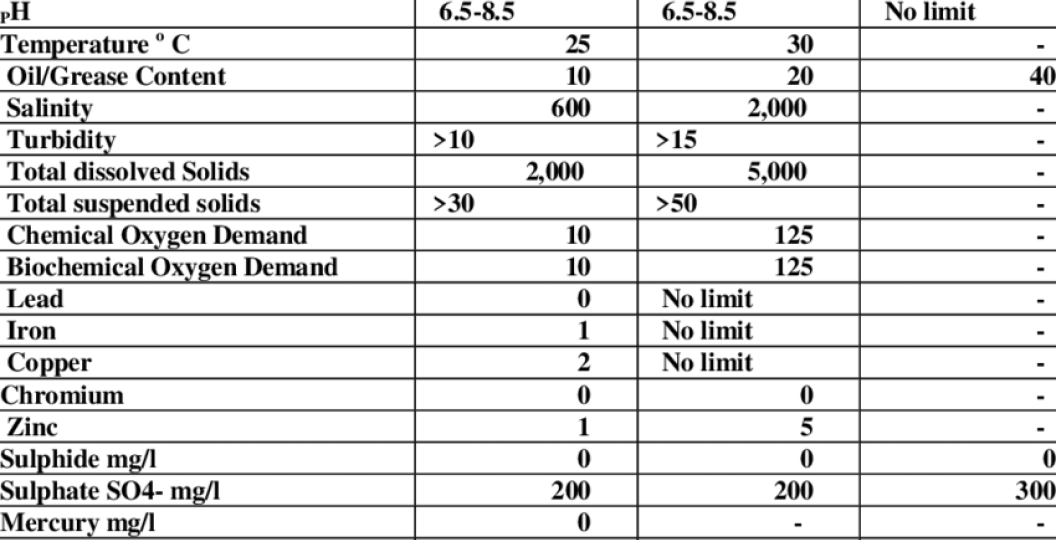 pH 6.5-8.5 6.5-8.5 No limit
Temperature º C 25 30 -
Oil/Grease Content 10 20 40
Salinity 600 2,000 -
Turbidity >10 >15 -
Total dissolved Solids 2,000 5,000 -
Total suspended solids >30 >50 -
Chemical Oxygen Demand 10 125 -
Biochemical Oxygen Demand 10 125 -
Lead 0 No limit -
Iron 1 No limit -
Copper 2 No limit -
Chromium 0 0 -
Zinc 1 5 -
Sulphide mg/l 0 0 0
Sulphate SO4- mg/l 200 200 300
Mercury mg/l 0 - -